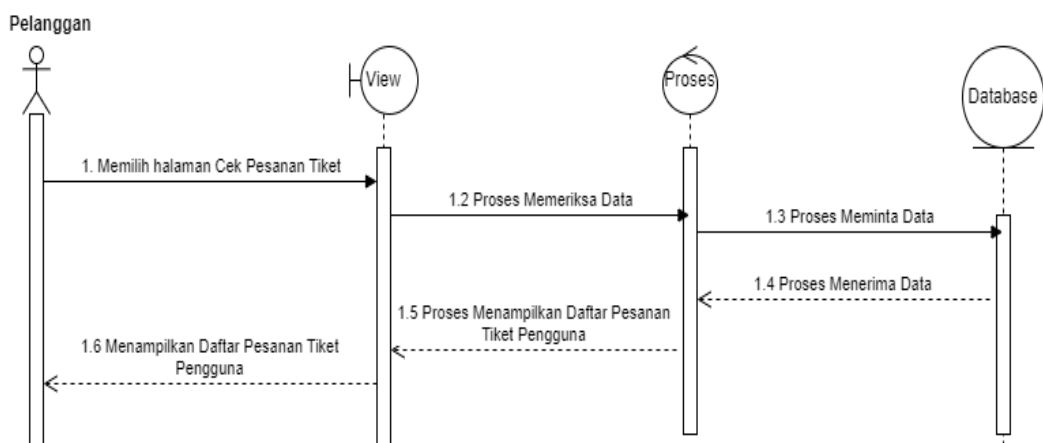 Pelanggan
View
Proses
Database
1. Memilih halaman Cek Pesanan Tiket
1.2 Proses Memeriksa Data
1.3 Proses Meminta Data
1.4 Proses Menerima Data
1.5 Proses Menampilkan Daftar Pesanan
Tiket Pengguna
1.6 Menampilkan Daftar Pesanan Tiket
Pengguna